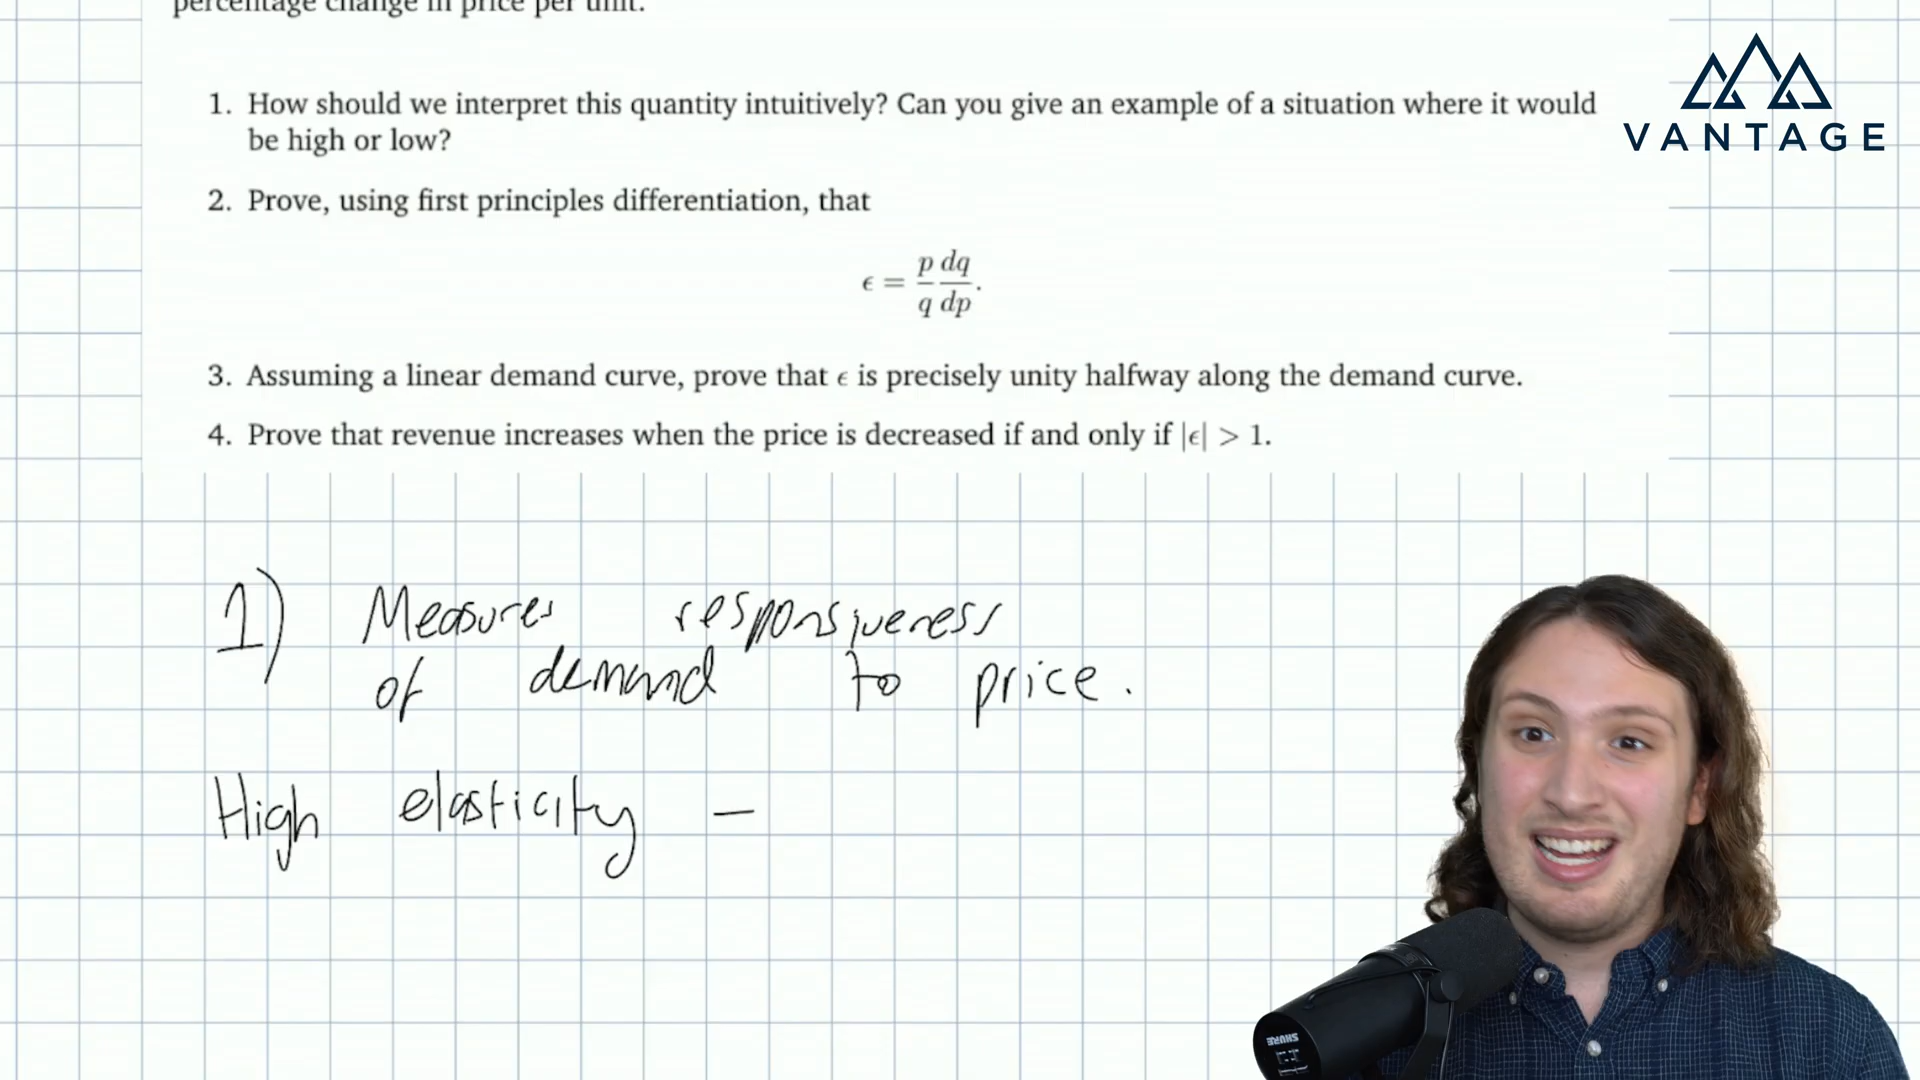 percentage change in price per unit.
VANTAGE
1. How should we interpret this quantity intuitively? Can you give an example of a situation where it would
be high or low?
2. Prove, using first principles differentiation, that
ϵ = p/q dq/dp.
3. Assuming a linear demand curve, prove that ϵ is precisely unity halfway along the demand curve.
4. Prove that revenue increases when the price is decreased if and only if |ϵ| > 1.
1) Measures responsiveness
of demand to price.
High elasticity —
SHURE